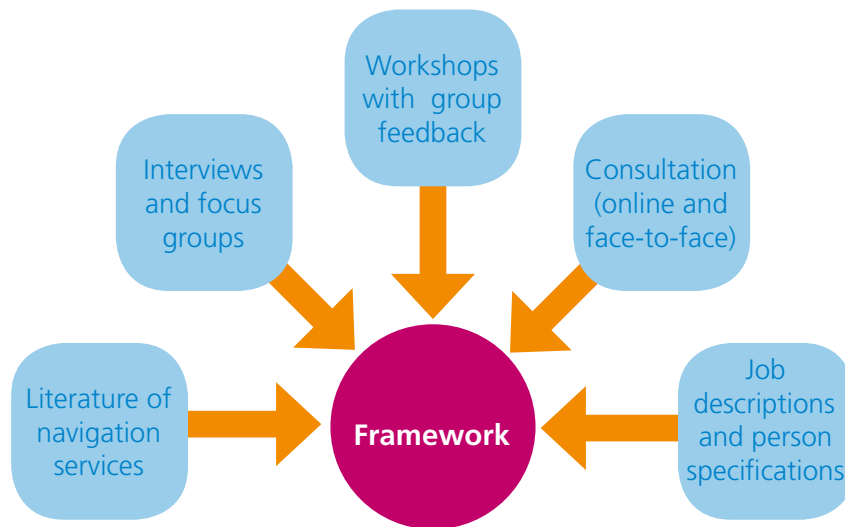 Workshops
with group
feedback
Interviews
and focus
groups
Consultation
(online and
face-to-face)
Literature of
navigation
services
Framework
Job
descriptions
and person
specifications